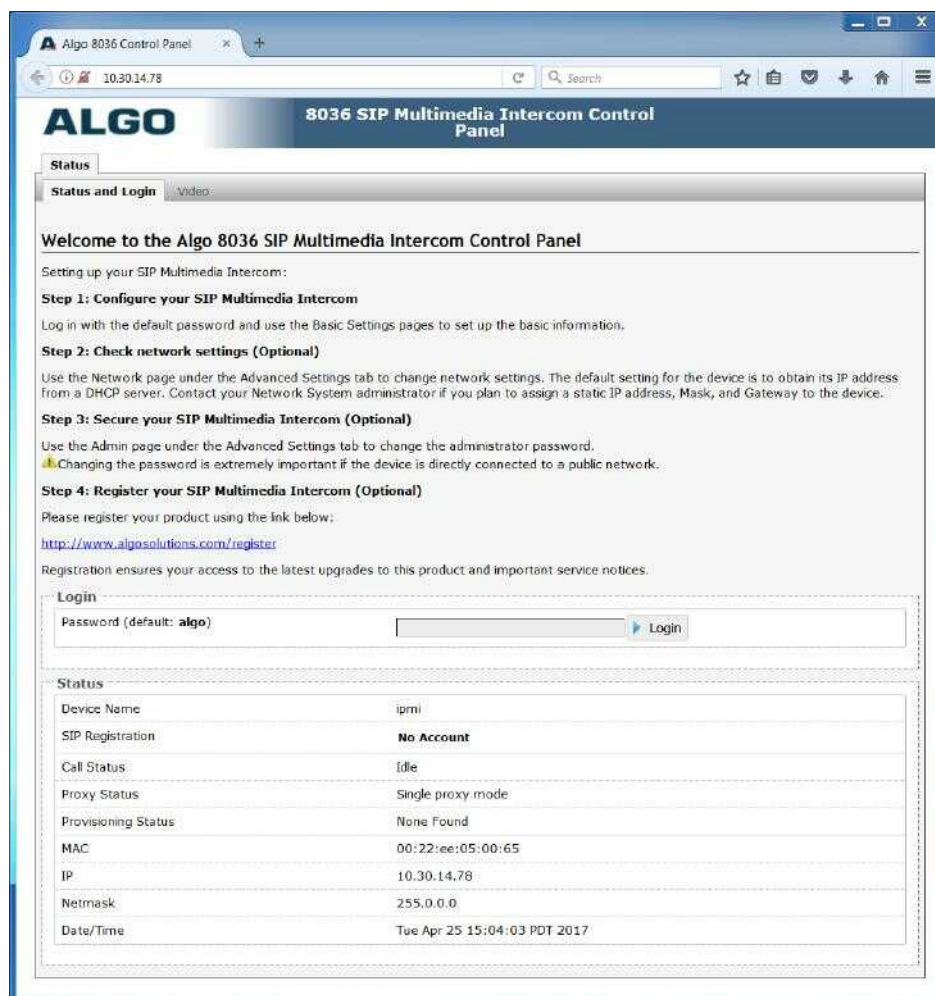 Algo 8036 Control Panel
10.30.14.78
Search
ALGO
8036 SIP Multimedia Intercom Control
Panel
Status
Status and Login Video
Welcome to the Algo 8036 SIP Multimedia Intercom Control Panel
Setting up your SIP Multimedia Intercom:
Step 1: Configure your SIP Multimedia Intercom
Log in with the default password and use the Basic Settings pages to set up the basic information.
Step 2: Check network settings (Optional)
Use the Network page under the Advanced Settings tab to change network settings. The default setting for the device is to obtain its IP address
from a DHCP server. Contact your Network System administrator if you plan to assign a static IP address, Mask, and Gateway to the device.
Step 3: Secure your SIP Multimedia Intercom (Optional)
Use the Admin page under the Advanced Settings tab to change the administrator password.
Changing the password is extremely important if the device is directly connected to a public network.
Step 4: Register your SIP Multimedia Intercom (Optional)
Please register your product using the link below:
http://www.algosolutions.com/register
Registration ensures your access to the latest upgrades to this product and important service notices.
Login
Password (default: algo) Login
Status
Device Name ipmi
SIP Registration No Account
Call Status Idle
Proxy Status Single proxy mode
Provisioning Status None Found
MAC 00:22:ee:05:00:65
IP 10.30.14.78
Netmask 255.0.0.0
Date/Time Tue Apr 25 15:04:03 PDT 2017